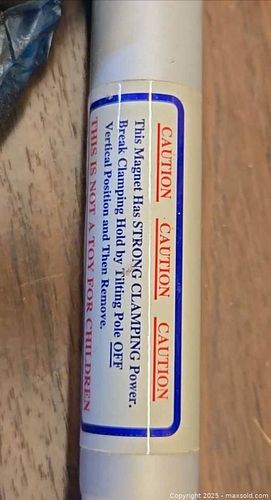 CAUTION CAUTION CAUTION
This Magnet Has STRONG CLAMPING Power.
Break Clamping Hold by Tilting Pole OFF
Vertical Position and Then Remove.
THIS IS NOT A TOY FOR CHILDREN
Copyright 2025 - maxsold.com